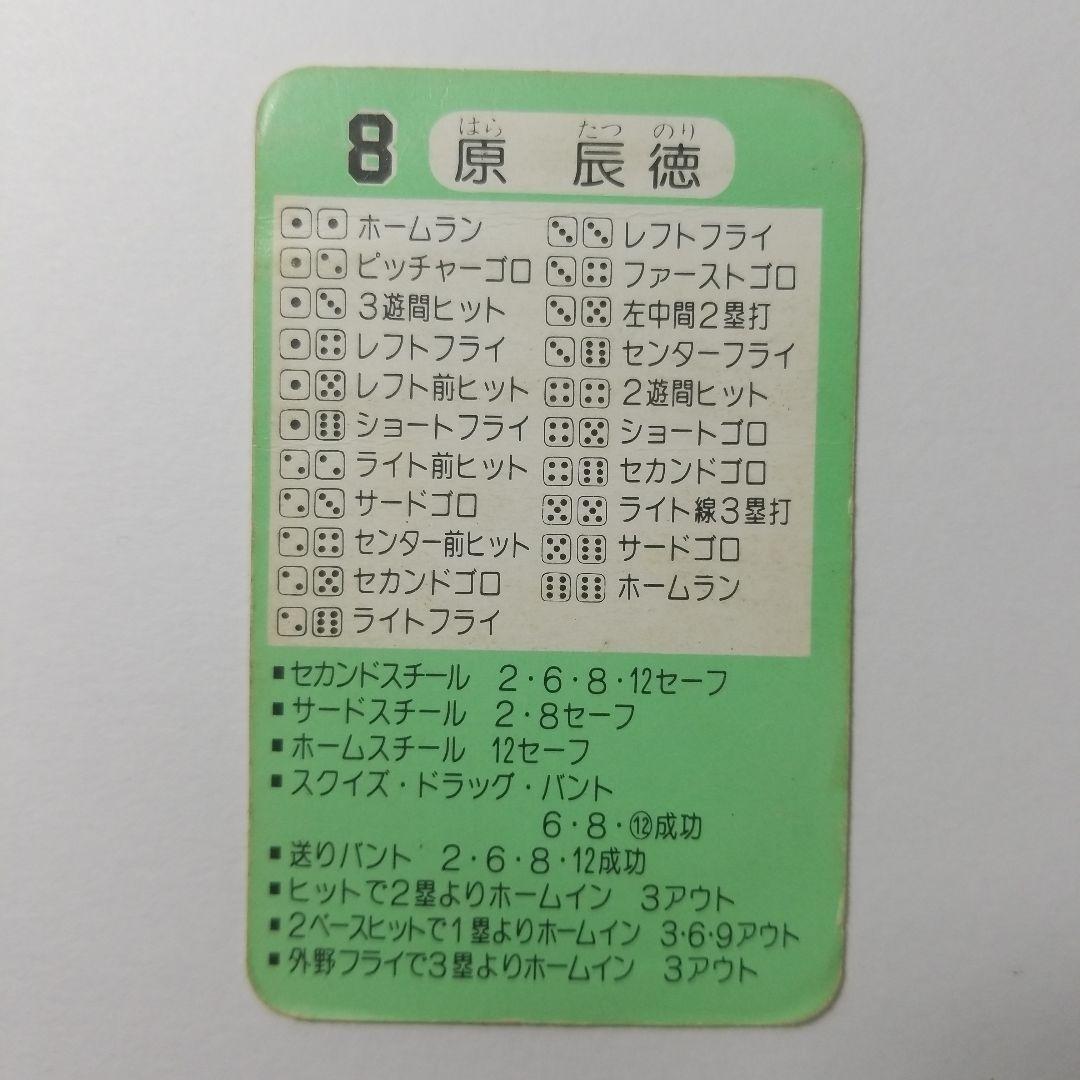 8 原 辰徳
はら たつ のり
ホームラン
ピッチャーゴロ
3遊間ヒット
レフトフライ
レフト前ヒット
ショートフライ
ライト前ヒット
サードゴロ
センター前ヒット
セカンドゴロ
ライトフライ
レフトフライ
ファーストゴロ
左中間2塁打
センターフライ
2遊間ヒット
ショートゴロ
セカンドゴロ
ライト線3塁打
サードゴロ
ホームラン
■セカンドスチール 2・6・8・12セーフ
■サードスチール 2・8セーフ
■ホームスチール 12セーフ
■スクイズ・ドラッグ・バント
6・8・⑫成功
■送りバント 2・6・8・12成功
■ヒットで2塁よりホームイン 3アウト
■2ベースヒットで1塁よりホームイン 3・6・9アウト
■外野フライで3塁よりホームイン 3アウト